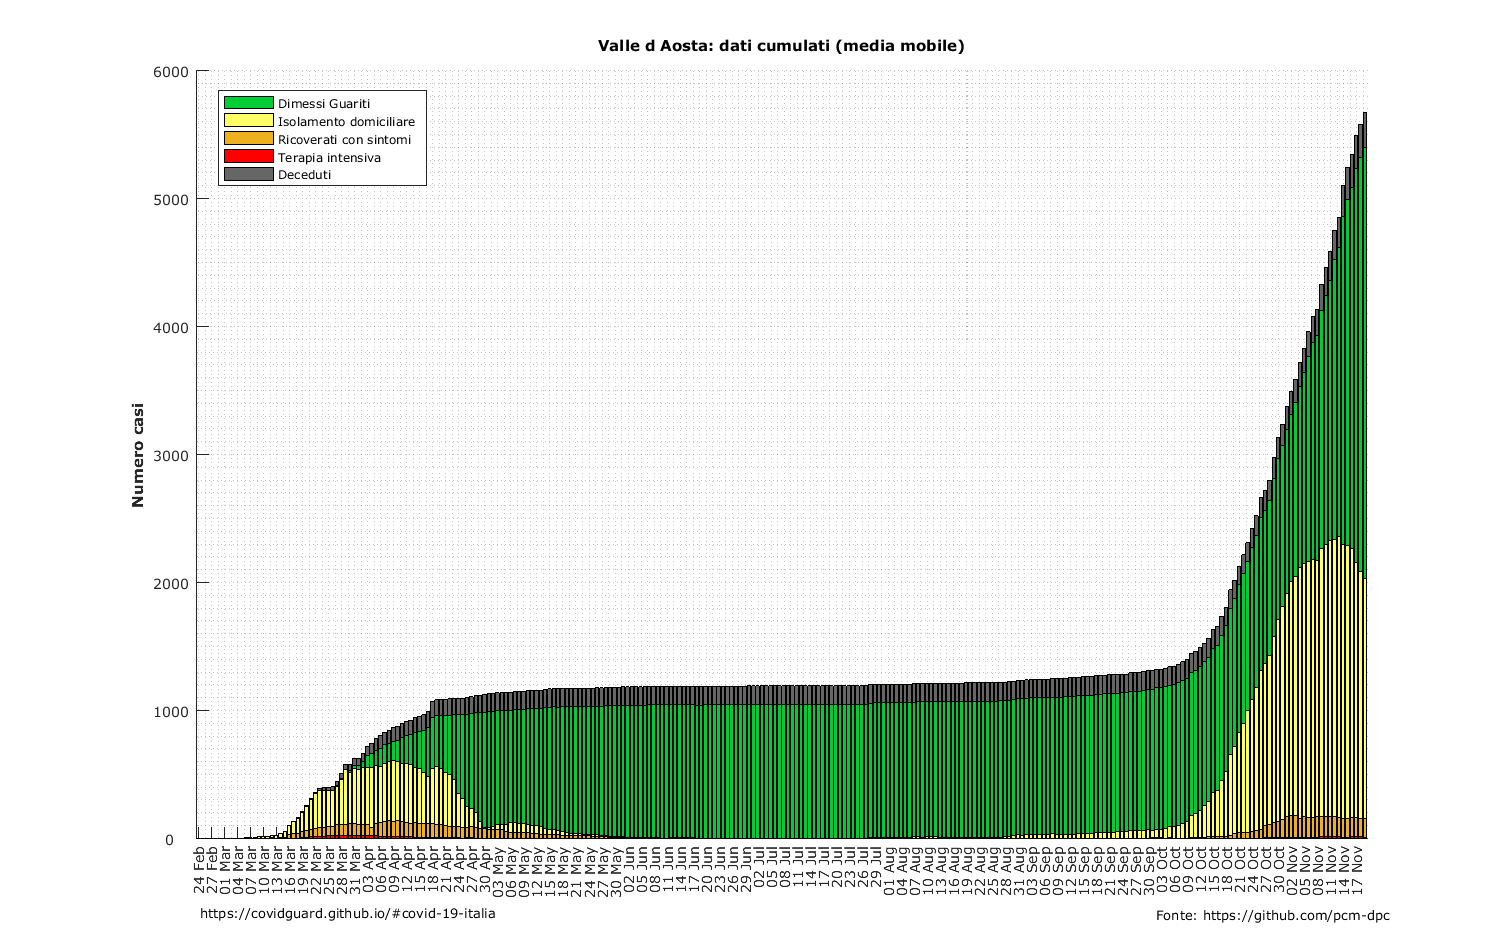 Valle d Aosta: dati cumulati (media mobile)
6000
5000
4000
3000
2000
1000
0
Numero casi
Dimessi Guariti
Isolamento domiciliare
Ricoverati con sintomi
Terapia intensiva
Deceduti
24 Feb
27 Feb
01 Mar
04 Mar
07 Mar
10 Mar
13 Mar
16 Mar
19 Mar
22 Mar
25 Mar
28 Mar
31 Mar
03 Apr
06 Apr
09 Apr
12 Apr
15 Apr
18 Apr
21 Apr
24 Apr
27 Apr
30 Apr
03 May
06 May
09 May
12 May
15 May
18 May
21 May
24 May
27 May
30 May
02 Jun
05 Jun
08 Jun
11 Jun
14 Jun
17 Jun
20 Jun
23 Jun
26 Jun
29 Jun
02 Jul
05 Jul
08 Jul
11 Jul
14 Jul
17 Jul
20 Jul
23 Jul
26 Jul
29 Jul
01 Aug
04 Aug
07 Aug
10 Aug
13 Aug
16 Aug
19 Aug
22 Aug
25 Aug
28 Aug
31 Aug
03 Sep
06 Sep
09 Sep
12 Sep
15 Sep
18 Sep
21 Sep
24 Sep
27 Sep
30 Sep
03 Oct
06 Oct
09 Oct
12 Oct
15 Oct
18 Oct
21 Oct
24 Oct
27 Oct
30 Oct
02 Nov
05 Nov
08 Nov
11 Nov
14 Nov
17 Nov
https://covidguard.github.io/#covid-19-italia
Fonte: https://github.com/pcm-dpc